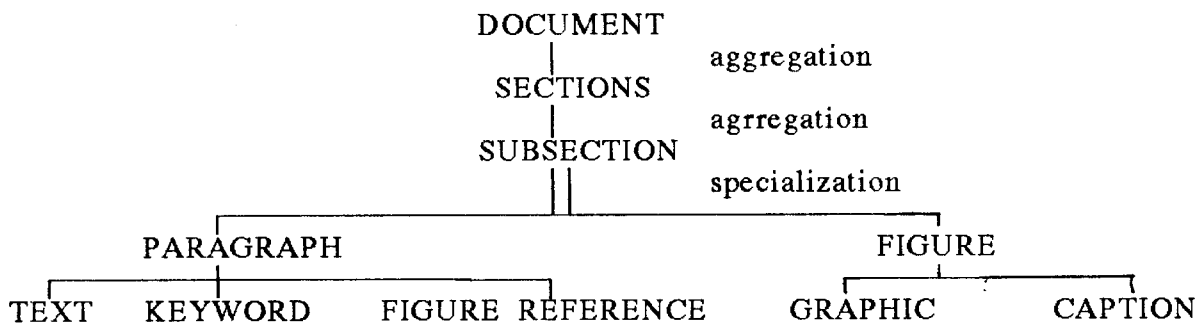 DOCUMENT
aggregation
SECTIONS
agrregation
SUBSECTION
specialization
PARAGRAPH FIGURE
TEXT KEYWORD FIGURE REFERENCE GRAPHIC CAPTION